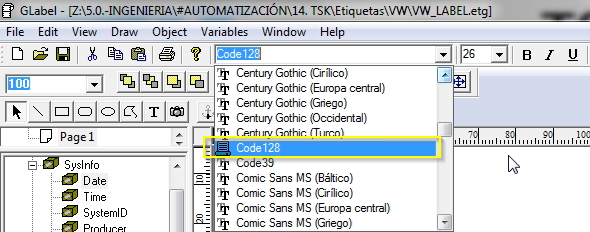 GLabel - [Z:\5.0.-INGENIERIA\#AUTOMATIZACIÓN\14. TSK\Etiquetas\VW\VW_LABEL.etg]
File Edit View Draw Object Variables Window Help
Code128 26 N
100
Century Gothic (Cirílico)
Century Gothic (Europa central)
Century Gothic (Griego)
Century Gothic (Occidental)
Century Gothic (Turco)
Code128
Code39
Comic Sans MS (Báltico)
Comic Sans MS (Cirílico)
Comic Sans MS (Europa central)
Comic Sans MS (Griego)
T
Page 1
70 80 90 100
SysInfo
Date
Time
SystemID
Producer